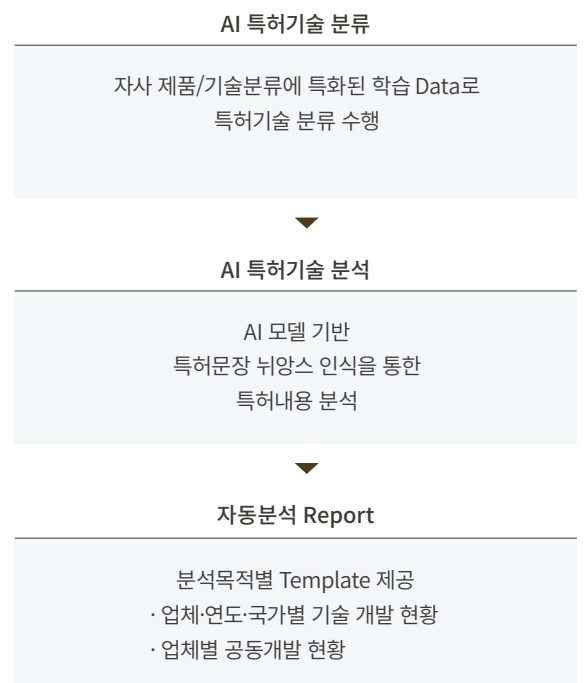 AI 특허기술 분류
자사 제품/기술분류에 특화된 학습 Data로
특허기술 분류 수행
AI 특허기술 분석
AI 모델 기반
특허문장 뉘앙스 인식을 통한
특허내용 분석
자동분석 Report
분석목적별 Template 제공
· 업체·연도·국가별 기술 개발 현황
· 업체별 공동개발 현황